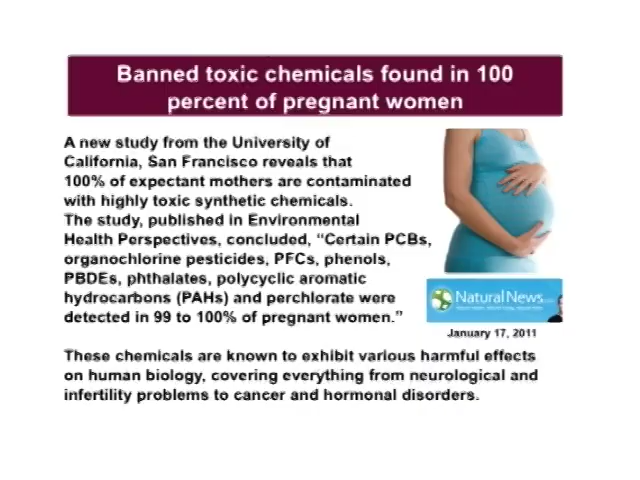 Banned toxic chemicals found in 100
percent of pregnant women
A new study from the University of
California, San Francisco reveals that
100% of expectant mothers are contaminated
with highly toxic synthetic chemicals.
The study, published in Environmental
Health Perspectives, concluded, “Certain PCBs,
organochlorine pesticides, PFCs, phenols,
PBDEs, phthalates, polycyclic aromatic
hydrocarbons (PAHs) and perchlorate were
detected in 99 to 100% of pregnant women.”
NaturalNews
January 17, 2011
These chemicals are known to exhibit various harmful effects
on human biology, covering everything from neurological and
infertility problems to cancer and hormonal disorders.